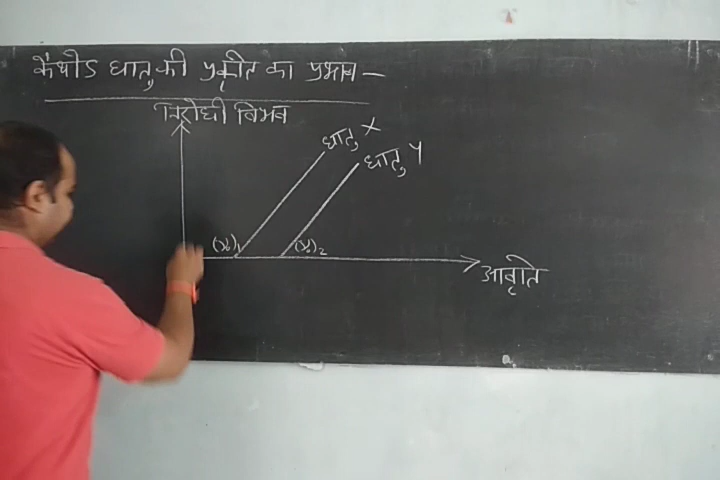 कैथोड धातु की प्रकृति का प्रभाव –
निरोधी विभव
धातु X
धातु Y
(ν₀)₁
(ν₀)₂
आवृत्ति